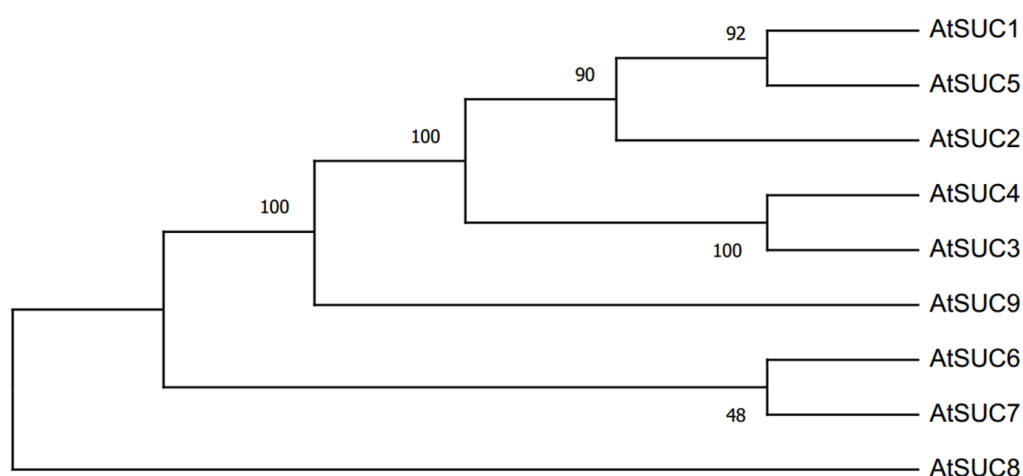 92
AtSUC1
90
AtSUC5
100
AtSUC2
AtSUC4
100
100
AtSUC3
AtSUC9
AtSUC6
48
AtSUC7
AtSUC8